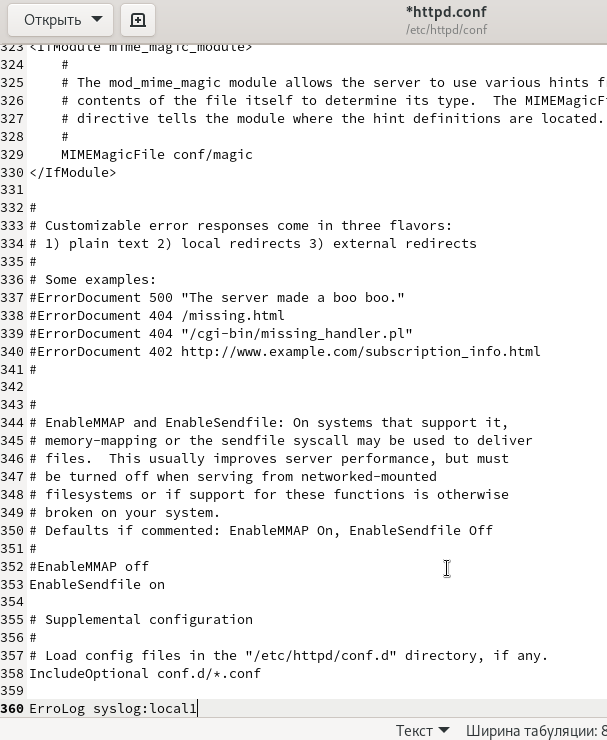 Открыть
*httpd.conf
/etc/httpd/conf
323 <IfModule mime_magic_module>
324     #
325     # The mod_mime_magic module allows the server to use various hints f
326     # contents of the file itself to determine its type.  The MIMEMagicF
327     # directive tells the module where the hint definitions are located.
328     #
329     MIMEMagicFile conf/magic
330 </IfModule>
331
332 #
333 # Customizable error responses come in three flavors:
334 # 1) plain text 2) local redirects 3) external redirects
335 #
336 # Some examples:
337 #ErrorDocument 500 "The server made a boo boo."
338 #ErrorDocument 404 /missing.html
339 #ErrorDocument 404 "/cgi-bin/missing_handler.pl"
340 #ErrorDocument 402 http://www.example.com/subscription_info.html
341 #
342
343 #
344 # EnableMMAP and EnableSendfile: On systems that support it,
345 # memory-mapping or the sendfile syscall may be used to deliver
346 # files.  This usually improves server performance, but must
347 # be turned off when serving from networked-mounted
348 # filesystems or if support for these functions is otherwise
349 # broken on your system.
350 # Defaults if commented: EnableMMAP On, EnableSendfile Off
351 #
352 #EnableMMAP off
353 EnableSendfile on
354
355 # Supplemental configuration
356 #
357 # Load config files in the "/etc/httpd/conf.d" directory, if any.
358 IncludeOptional conf.d/*.conf
359
360 ErroLog syslog:local1
Текст Ширина табуляции: 8